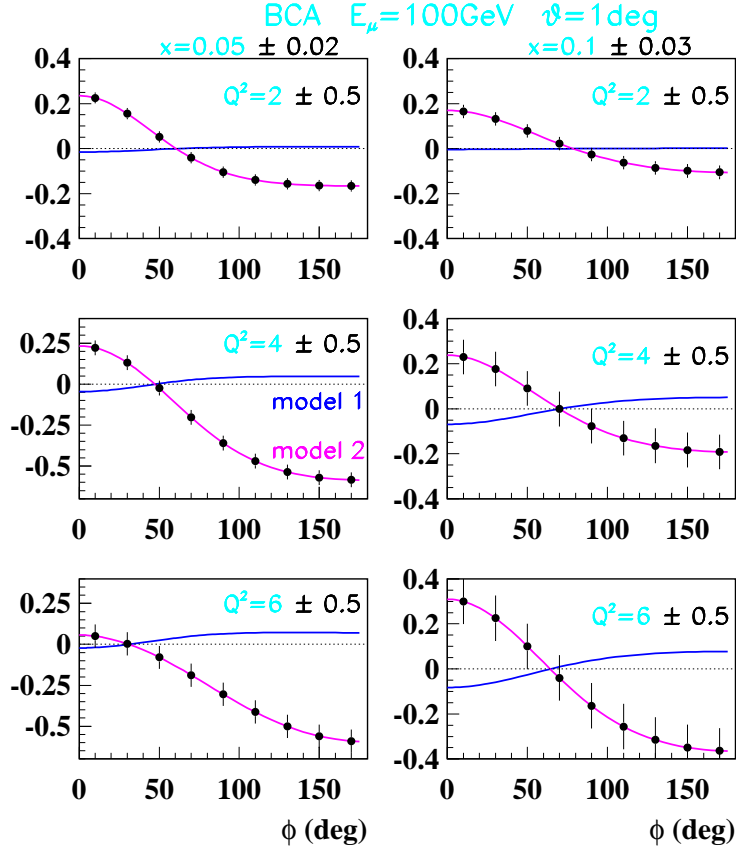 BCA E_μ=100GeV ϑ=1deg
x=0.05 ± 0.02
x=0.1 ± 0.03
0.4
0.2
0
-0.2
-0.4
Q²=2 ± 0.5
0 50 100 150
0.4
0.2
0
-0.2
-0.4
Q²=2 ± 0.5
0 50 100 150
0.25
0
-0.25
-0.5
Q²=4 ± 0.5
model 1
model 2
0 50 100 150
0.4
0.2
0
-0.2
-0.4
Q²=4 ± 0.5
0 50 100 150
0.25
0
-0.25
-0.5
Q²=6 ± 0.5
0 50 100 150
ϕ (deg)
0.4
0.2
0
-0.2
-0.4
Q²=6 ± 0.5
0 50 100 150
ϕ (deg)